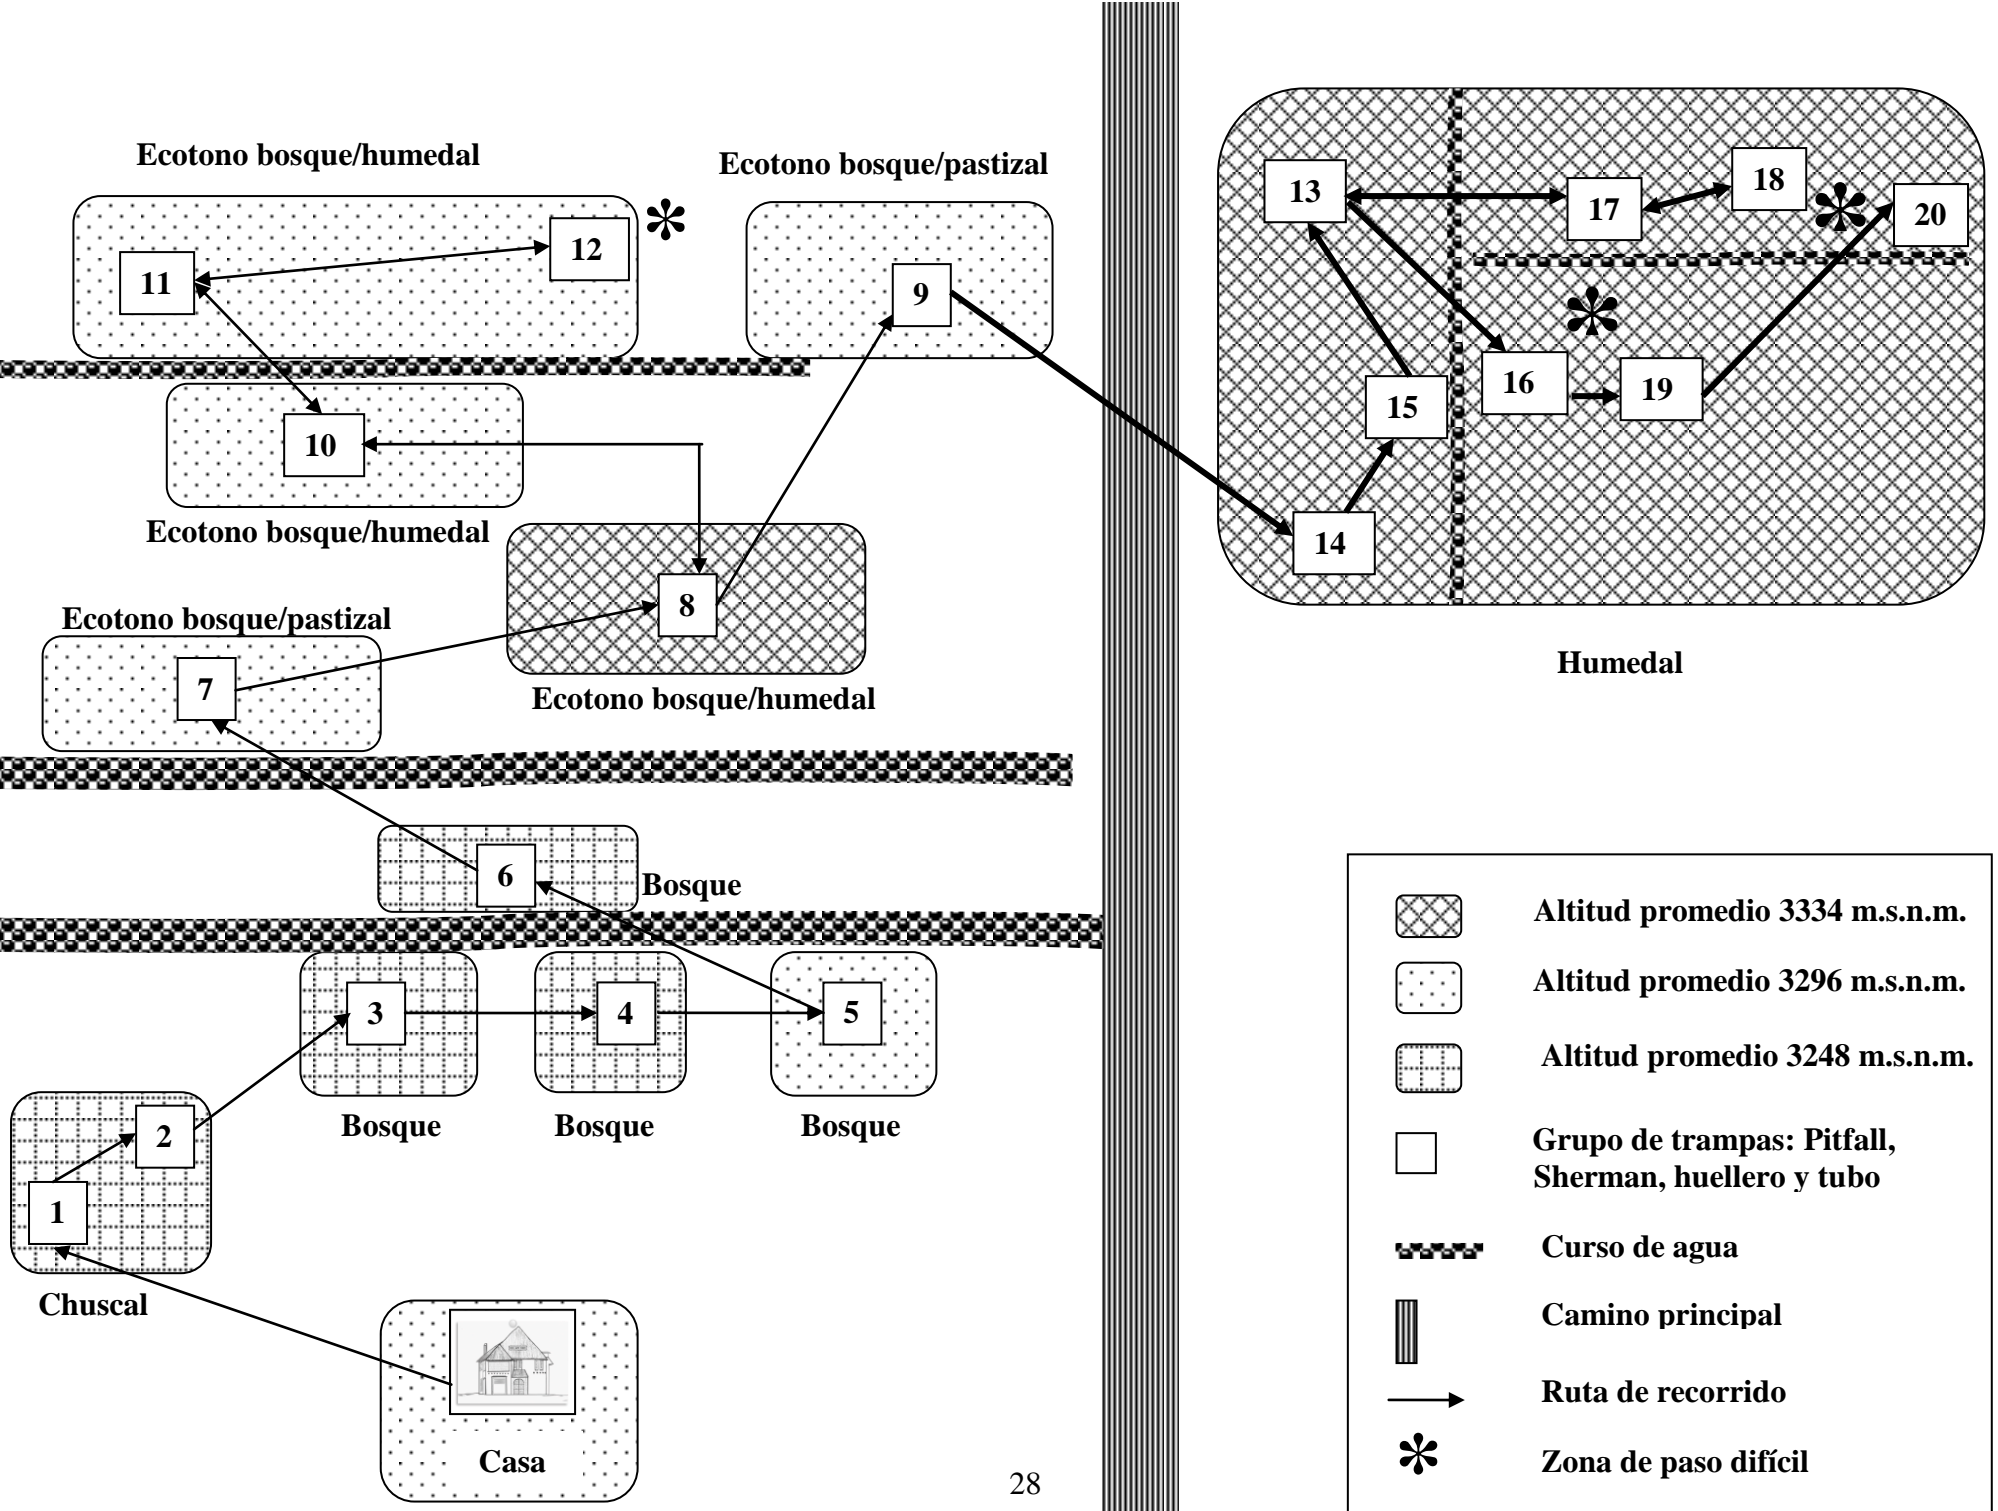 Ecotono bosque/humedal
Ecotono bosque/pastizal
11
12
9
10
Ecotono bosque/humedal
8
Ecotono bosque/humedal
Ecotono bosque/pastizal
7
6
Bosque
3
4
5
Bosque
Bosque
Bosque
2
1
Chuscal
Casa
28
13
17
18
20
16
19
15
14
Humedal
Altitud promedio 3334 m.s.n.m.
Altitud promedio 3296 m.s.n.m.
Altitud promedio 3248 m.s.n.m.
Grupo de trampas: Pitfall,
Sherman, huellero y tubo
Curso de agua
Camino principal
Ruta de recorrido
Zona de paso difícil